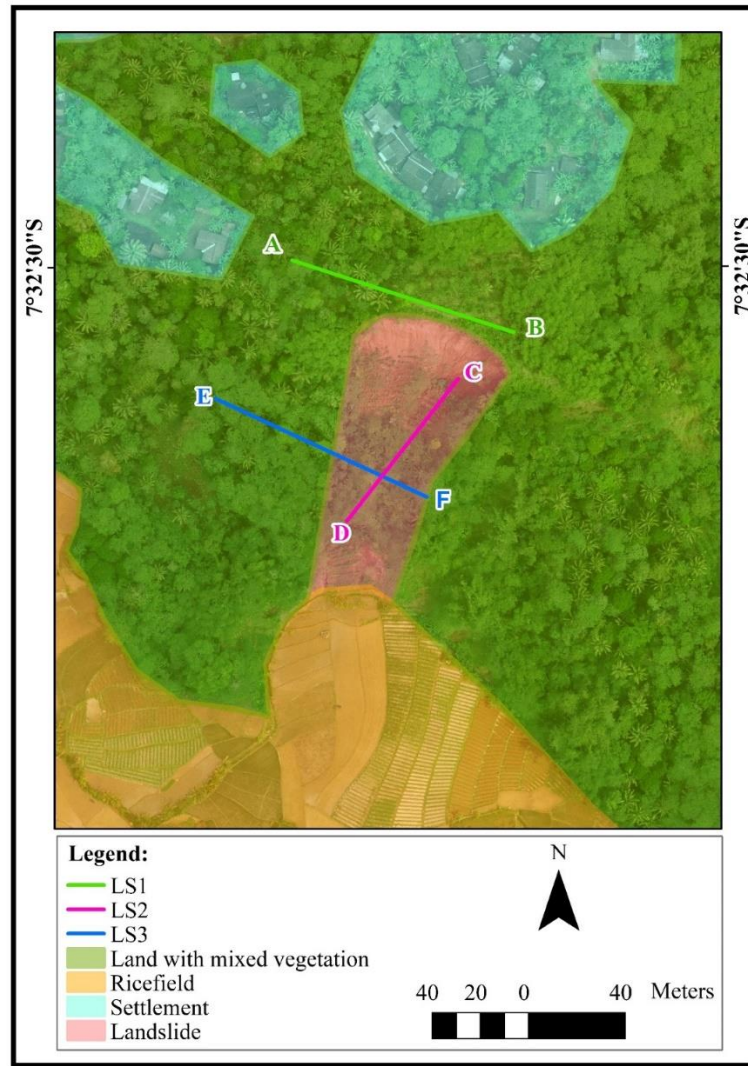 7°32'30"S
7°32'30"S
A
B
C
E
F
D
Legend:
LS1
LS2
LS3
Land with mixed vegetation
Ricefield
Settlement
Landslide
N
40 20 0 40 Meters